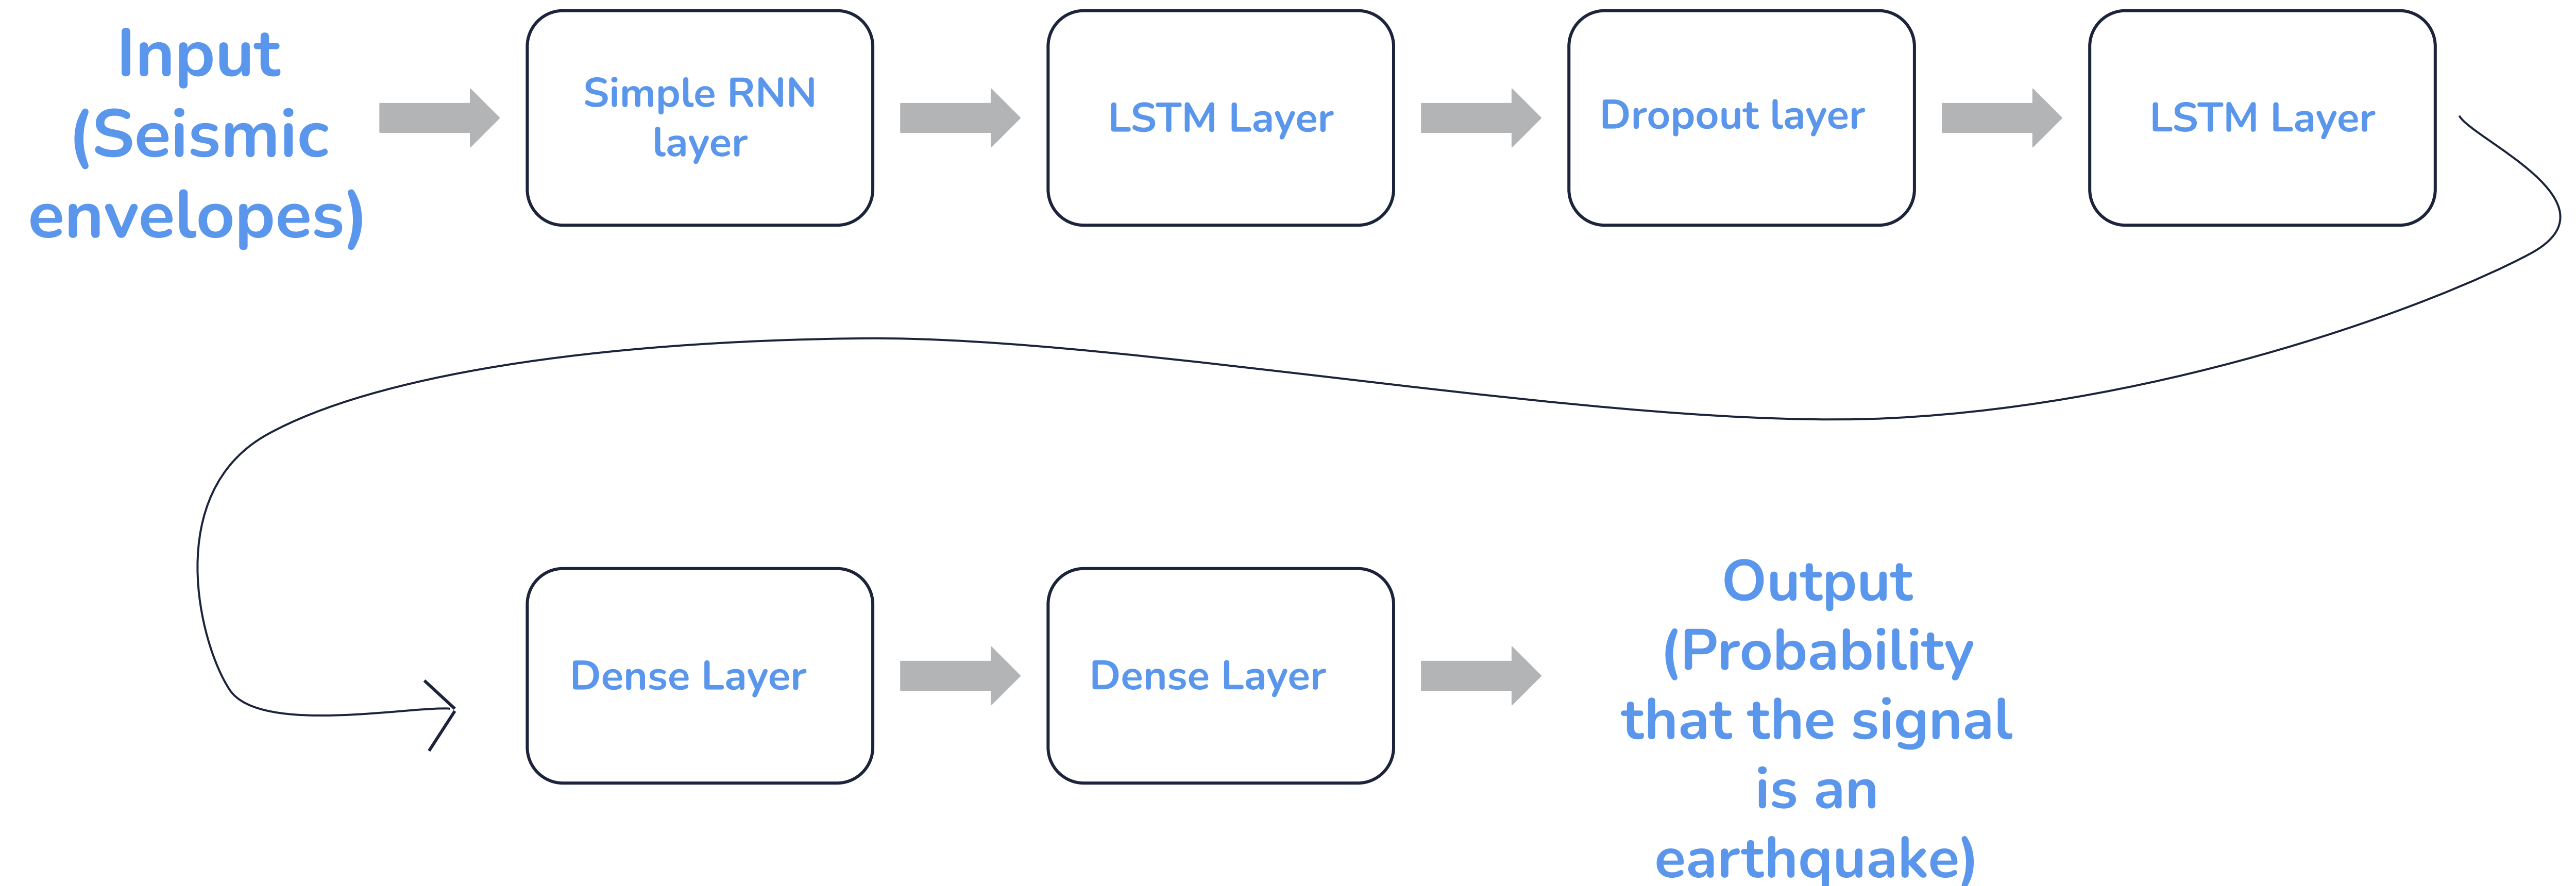 Input
(Seismic
envelopes)
Simple RNN
layer
LSTM Layer
Dropout layer
LSTM Layer
Dense Layer
Dense Layer
Output
(Probability
that the signal
is an
earthquake)